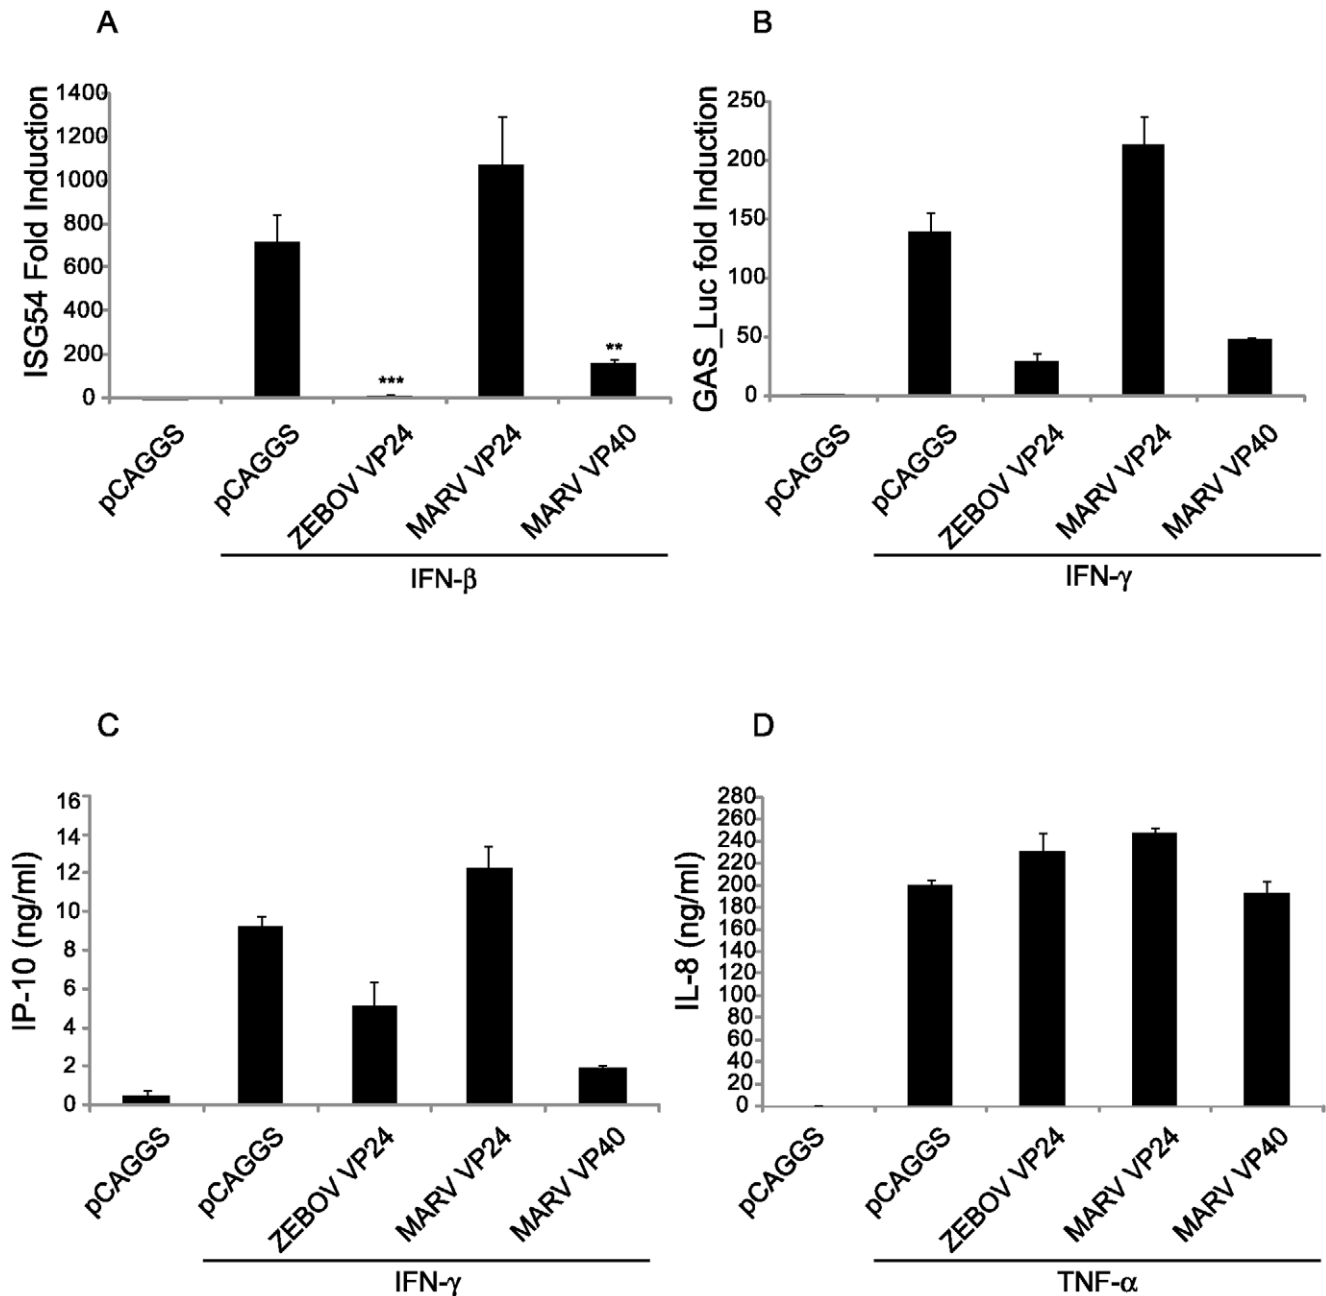 A
ISG54 Fold Induction
1400
1200
1000
800
600
400
200
0
***
**
pCAGGS
pCAGGS
ZEBOV VP24
MARV VP24
MARV VP40
IFN-β
B
GAS_Luc fold Induction
250
200
150
100
50
0
pCAGGS
pCAGGS
ZEBOV VP24
MARV VP24
MARV VP40
IFN-γ
C
IP-10 (ng/ml)
16
14
12
10
8
6
4
2
0
pCAGGS
pCAGGS
ZEBOV VP24
MARV VP24
MARV VP40
IFN-γ
D
IL-8 (ng/ml)
280
260
240
220
200
180
160
140
120
100
80
60
40
20
0
pCAGGS
pCAGGS
ZEBOV VP24
MARV VP24
MARV VP40
TNF-α